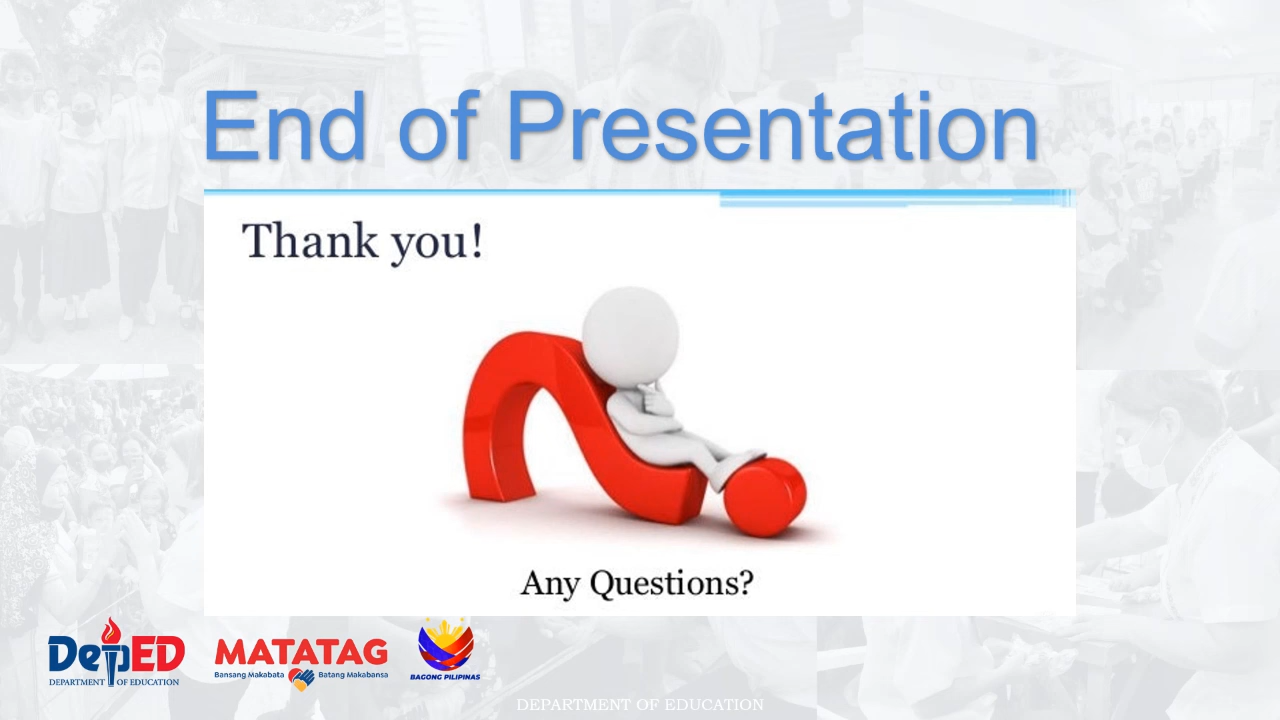 End of Presentation
Thank you!
Any Questions?
DepED
DEPARTMENT OF EDUCATION
MATATAG
Bansang Makabata Batang Makabansa
BAGONG PILIPINAS
DEPARTMENT OF EDUCATION